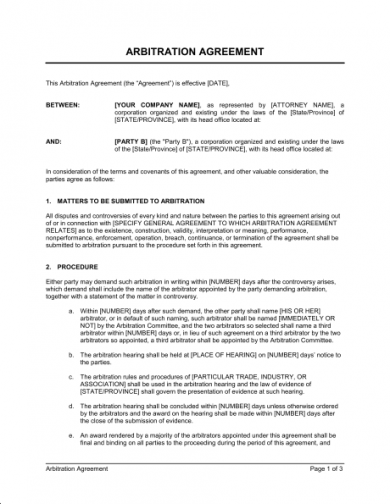 ARBITRATION AGREEMENT
This Arbitration Agreement (the “Agreement”) is effective [DATE],
BETWEEN: [YOUR COMPANY NAME], as represented by [ATTORNEY NAME], a
corporation organized and existing under the laws of the [State/Province] of
[STATE/PROVINCE], with its head office located at:
AND: [PARTY B] (the “Party B”), a corporation organized and existing under the laws
of the [State/Province] of [STATE/PROVINCE], with its head office located at:
In consideration of the terms and covenants of this agreement, and other valuable consideration, the
parties agree as follows:
1. MATTERS TO BE SUBMITTED TO ARBITRATION
All disputes and controversies of every kind and nature between the parties to this agreement arising out
of or in connection with [SPECIFY GENERAL AGREEMENT TO WHICH ARBITRATION AGREEMENT
RELATES] as to the existence, construction, validity, interpretation or meaning, performance,
nonperformance, enforcement, operation, breach, continuance, or termination of the agreement shall be
submitted to arbitration pursuant to the procedure set forth in this agreement.
2. PROCEDURE
Either party may demand such arbitration in writing within [NUMBER] days after the controversy arises,
which demand shall include the name of the arbitrator appointed by the party demanding arbitration,
together with a statement of the matter in controversy.
a. Within [NUMBER] days after such demand, the other party shall name [HIS OR HER]
arbitrator, or in default of such naming, such arbitrator shall be named [IMMEDIATELY OR
NOT] by the Arbitration Committee, and the two arbitrators so selected shall name a third
arbitrator within [NUMBER] days or, in lieu of such agreement on a third arbitrator by the two
arbitrators so appointed, a third arbitrator shall be appointed by the Arbitration Committee.
b. The arbitration hearing shall be held at [PLACE OF HEARING] on [NUMBER] days’ notice to
the parties.
c. The arbitration rules and procedures of [PARTICULAR TRADE, INDUSTRY, OR
ASSOCIATION] shall be used in the arbitration hearing and the law of evidence of
[STATE/PROVINCE] shall govern the presentation of evidence at such hearing.
d. The arbitration hearing shall be concluded within [NUMBER] days unless otherwise ordered
by the arbitrators and the award on the hearing shall be made within [NUMBER] days after
the close of the submission of evidence.
e. An award rendered by a majority of the arbitrators appointed under this agreement shall be
final and binding on all parties to the proceeding during the period of this agreement, and
Arbitration Agreement Page 1 of 3